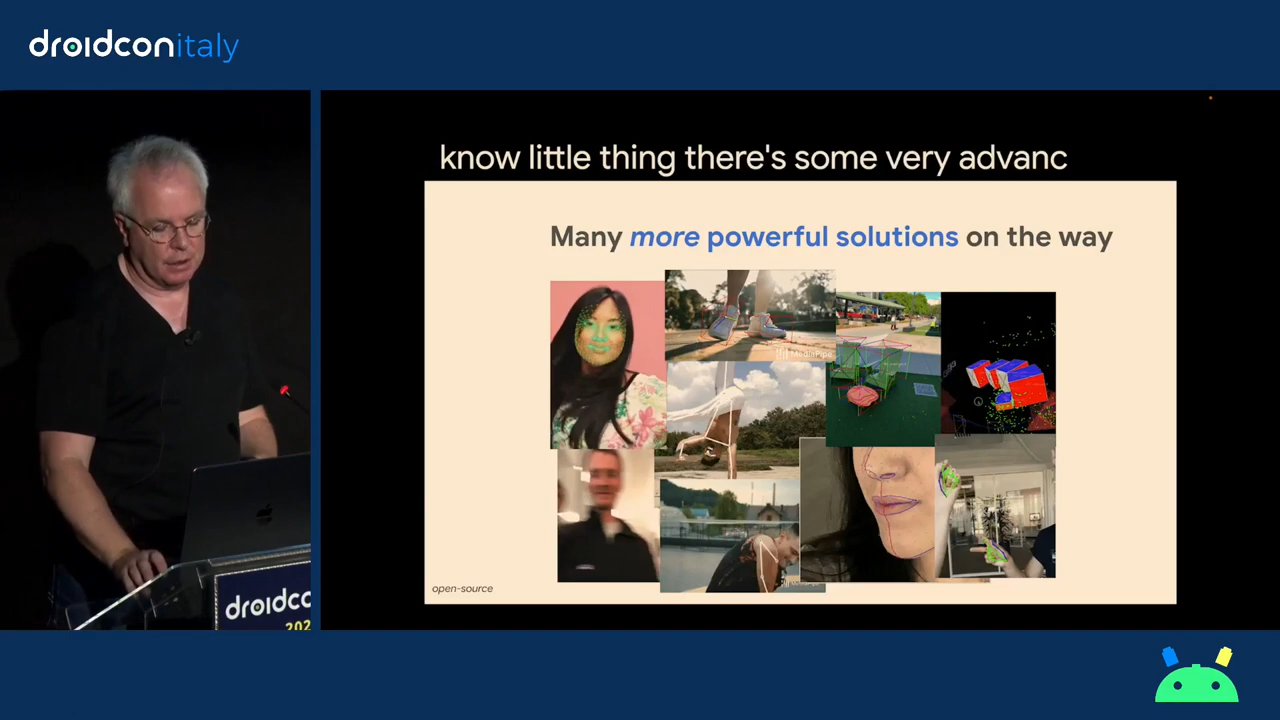 droidconitaly
know little thing there's some very advanc
Many more powerful solutions on the way
MediaPipe
open-source
droidco
202